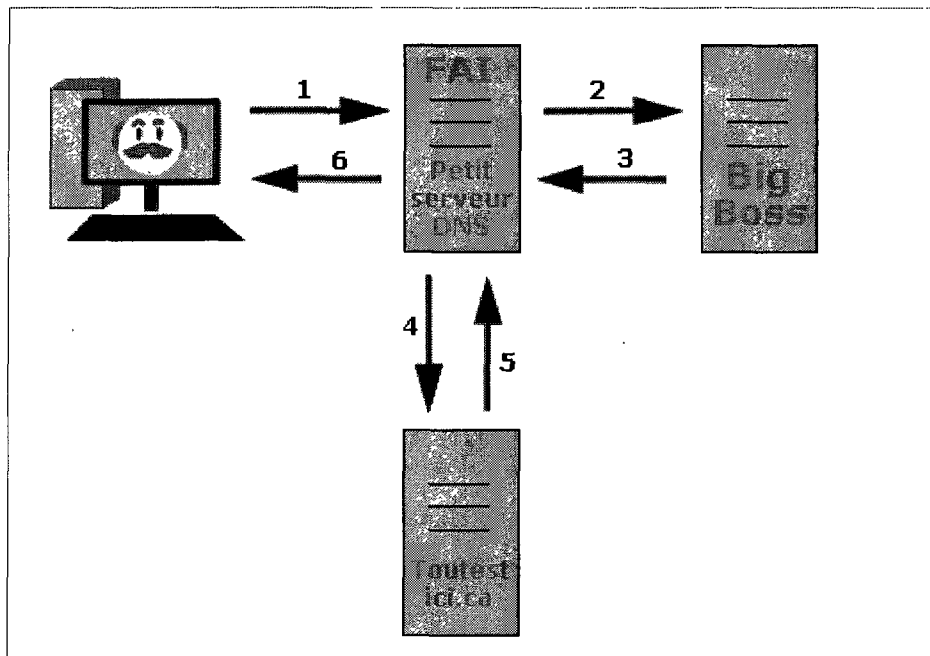 1
FAI
2
6
3
Petit
serveur
DNS
Big
Boss
4
5
Toutest
ici.ca